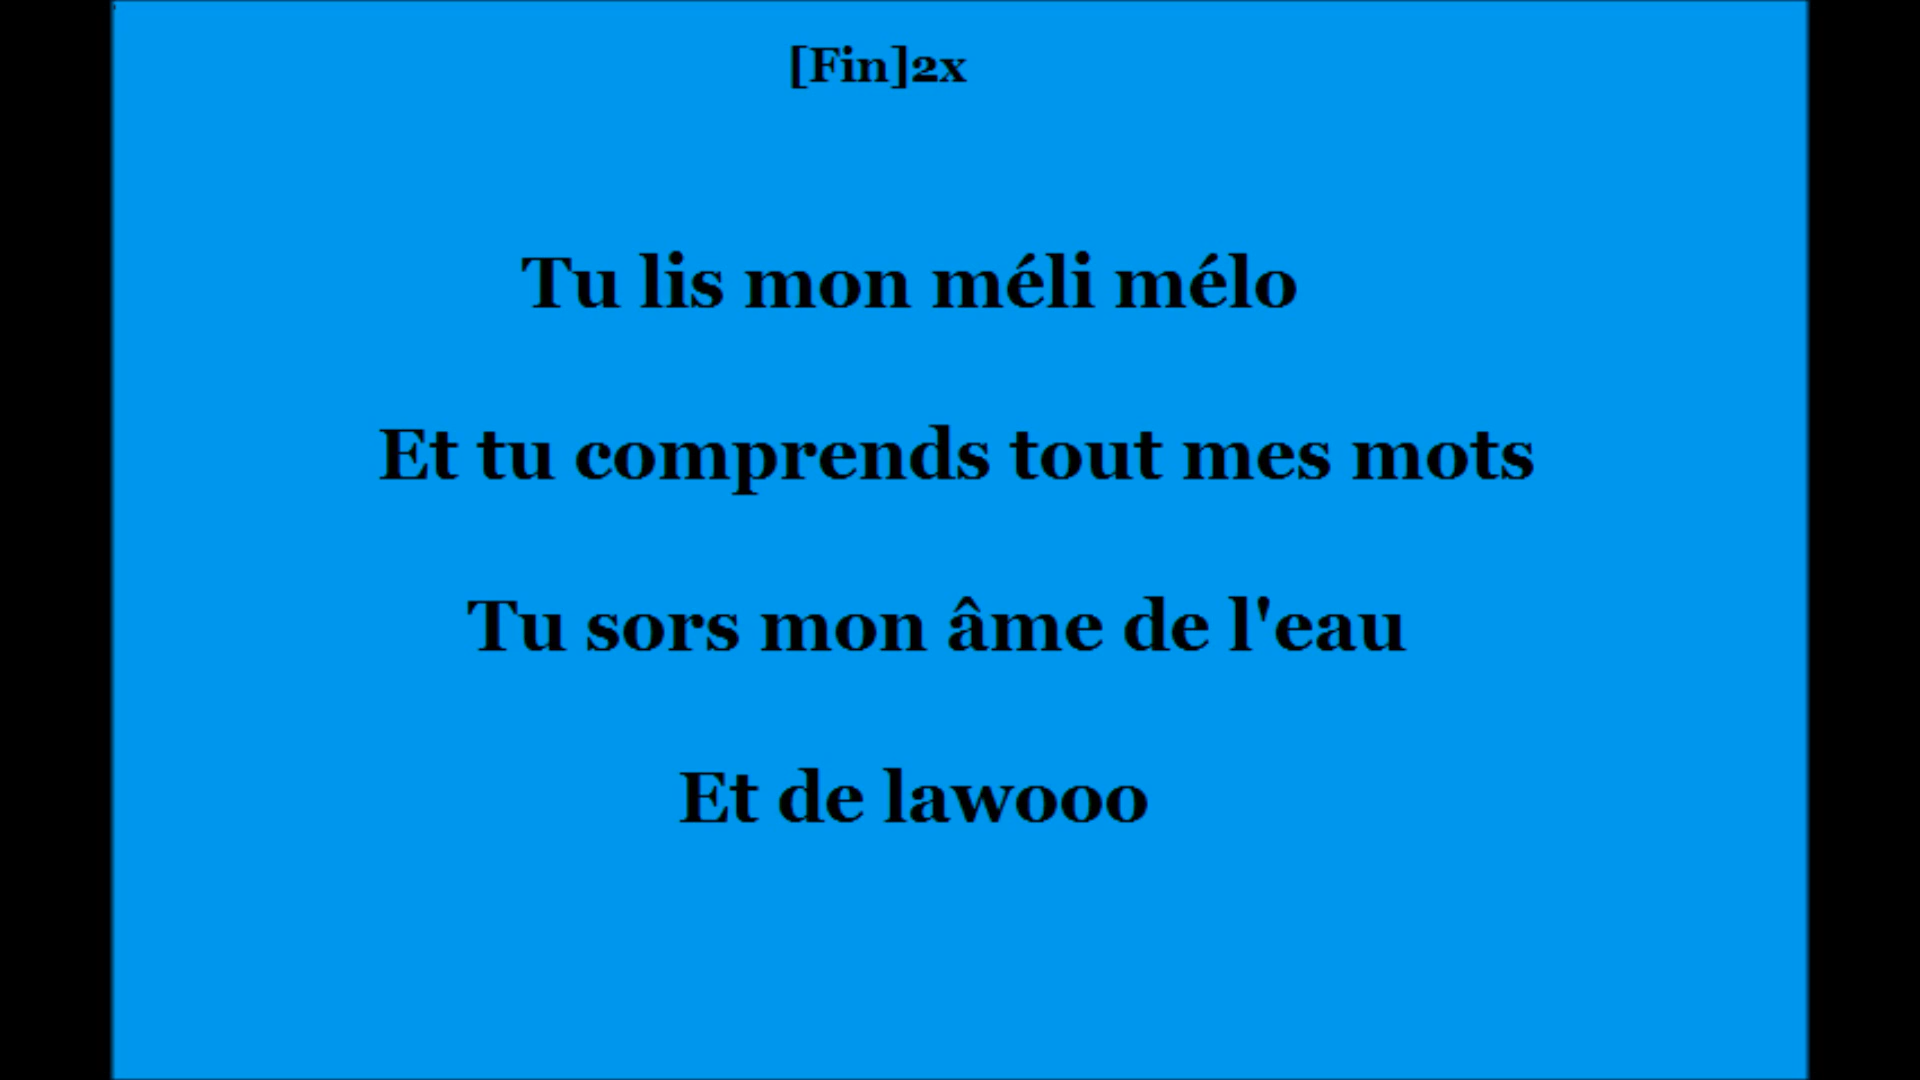 [Fin]2x
Tu lis mon méli mélo
Et tu comprends tout mes mots
Tu sors mon âme de l'eau
Et de lawooo